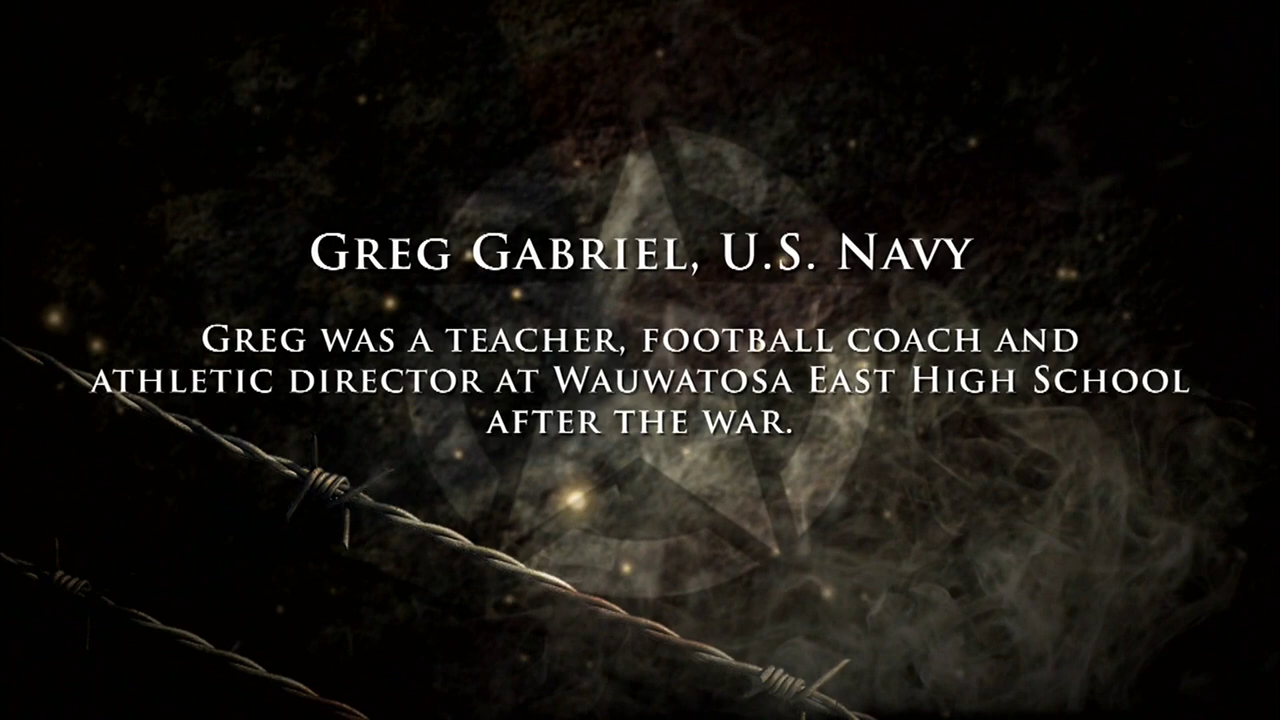 Greg Gabriel, U.S. Navy
Greg was a teacher, football coach and
athletic director at Wauwatosa East High School
after the war.